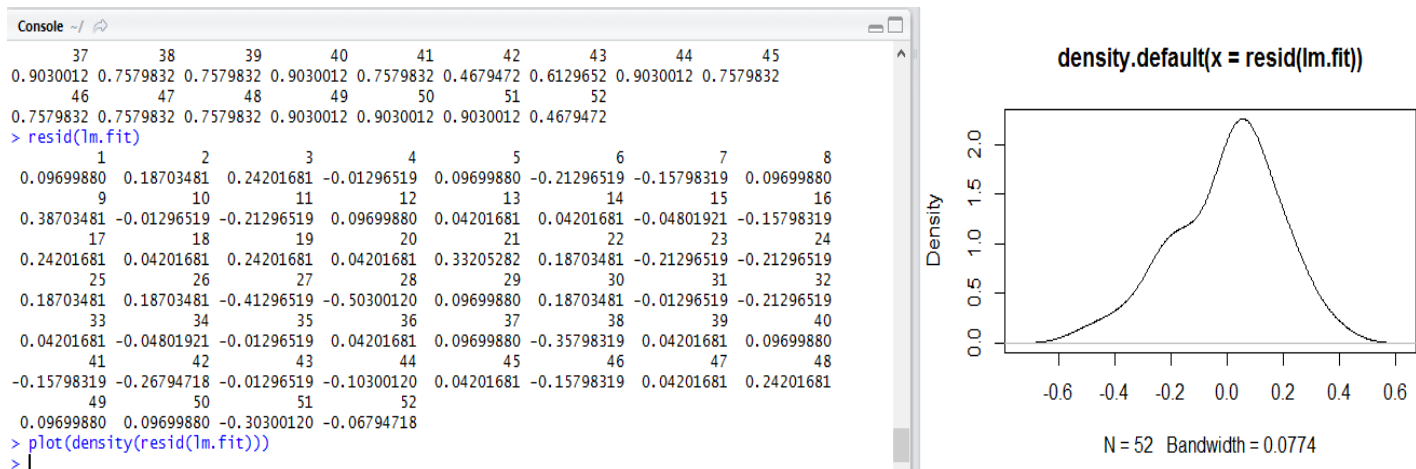 Console ~/
37 38 39 40 41 42 43 44 45
0.9030012 0.7579832 0.7579832 0.9030012 0.7579832 0.4679472 0.6129652 0.9030012 0.7579832
46 47 48 49 50 51 52
0.7579832 0.7579832 0.7579832 0.9030012 0.9030012 0.9030012 0.4679472
> resid(lm.fit)
1 2 3 4 5 6 7 8
0.09699880 0.18703481 0.24201681 -0.01296519 0.09699880 -0.21296519 -0.15798319 0.09699880
9 10 11 12 13 14 15 16
0.38703481 -0.01296519 -0.21296519 0.09699880 0.04201681 0.04201681 -0.04801921 -0.15798319
17 18 19 20 21 22 23 24
0.24201681 0.04201681 0.24201681 0.04201681 0.33205282 0.18703481 -0.21296519 -0.21296519
25 26 27 28 29 30 31 32
0.18703481 0.18703481 -0.41296519 -0.50300120 0.09699880 0.18703481 -0.01296519 -0.21296519
33 34 35 36 37 38 39 40
0.04201681 -0.04801921 -0.01296519 0.04201681 0.09699880 -0.35798319 0.04201681 0.09699880
41 42 43 44 45 46 47 48
-0.15798319 -0.26794718 -0.01296519 -0.10300120 0.04201681 -0.15798319 0.04201681 0.24201681
49 50 51 52
0.09699880 0.09699880 -0.30300120 -0.06794718
> plot(density(resid(lm.fit)))
>
density.default(x = resid(lm.fit))
Density
2.0
1.5
1.0
0.5
0.0
-0.6 -0.4 -0.2 0.0 0.2 0.4 0.6
N = 52 Bandwidth = 0.0774